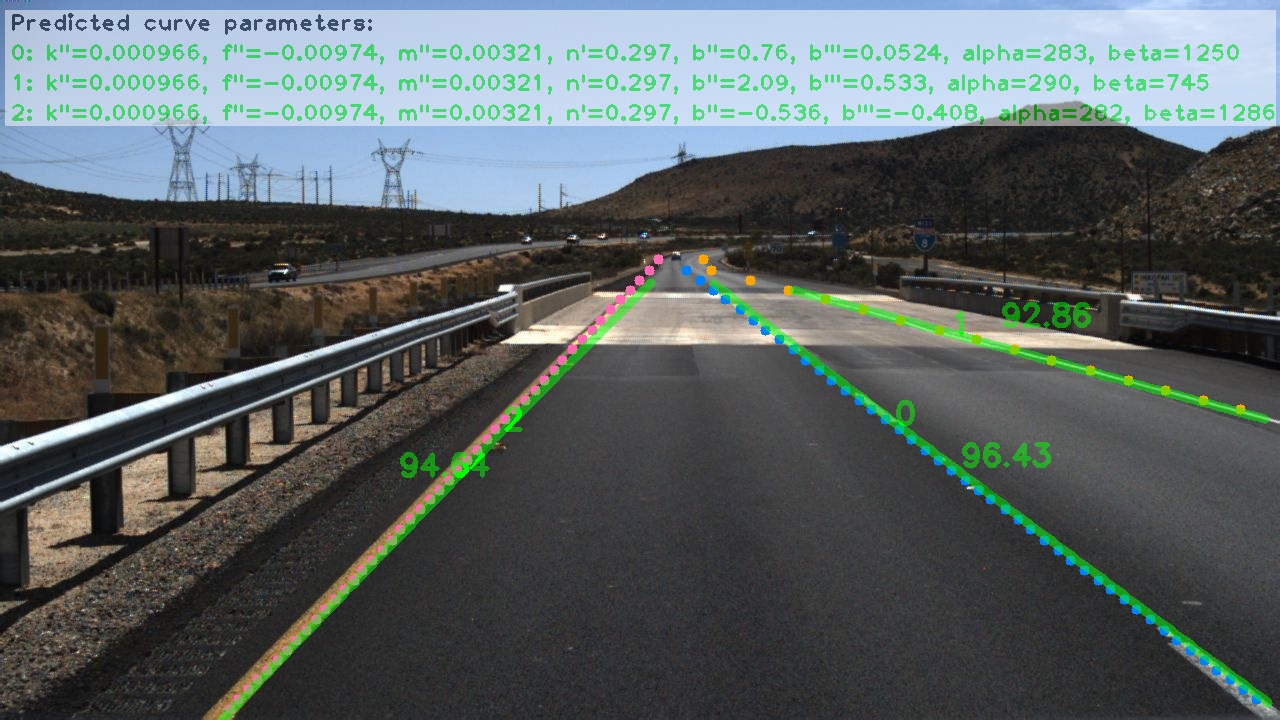 Predicted curve parameters:
0: k''=0.000966, f''=-0.00974, m''=0.00321, n'=0.297, b''=0.76, b'''=0.0524, alpha=283, beta=1250
1: k''=0.000966, f''=-0.00974, m''=0.00321, n'=0.297, b''=2.09, b'''=0.533, alpha=290, beta=745
2: k''=0.000966, f''=-0.00974, m''=0.00321, n'=0.297, b''=-0.536, b'''=-0.408, alpha=282, beta=1286
8
1
92.86
0
2
94.64
96.43